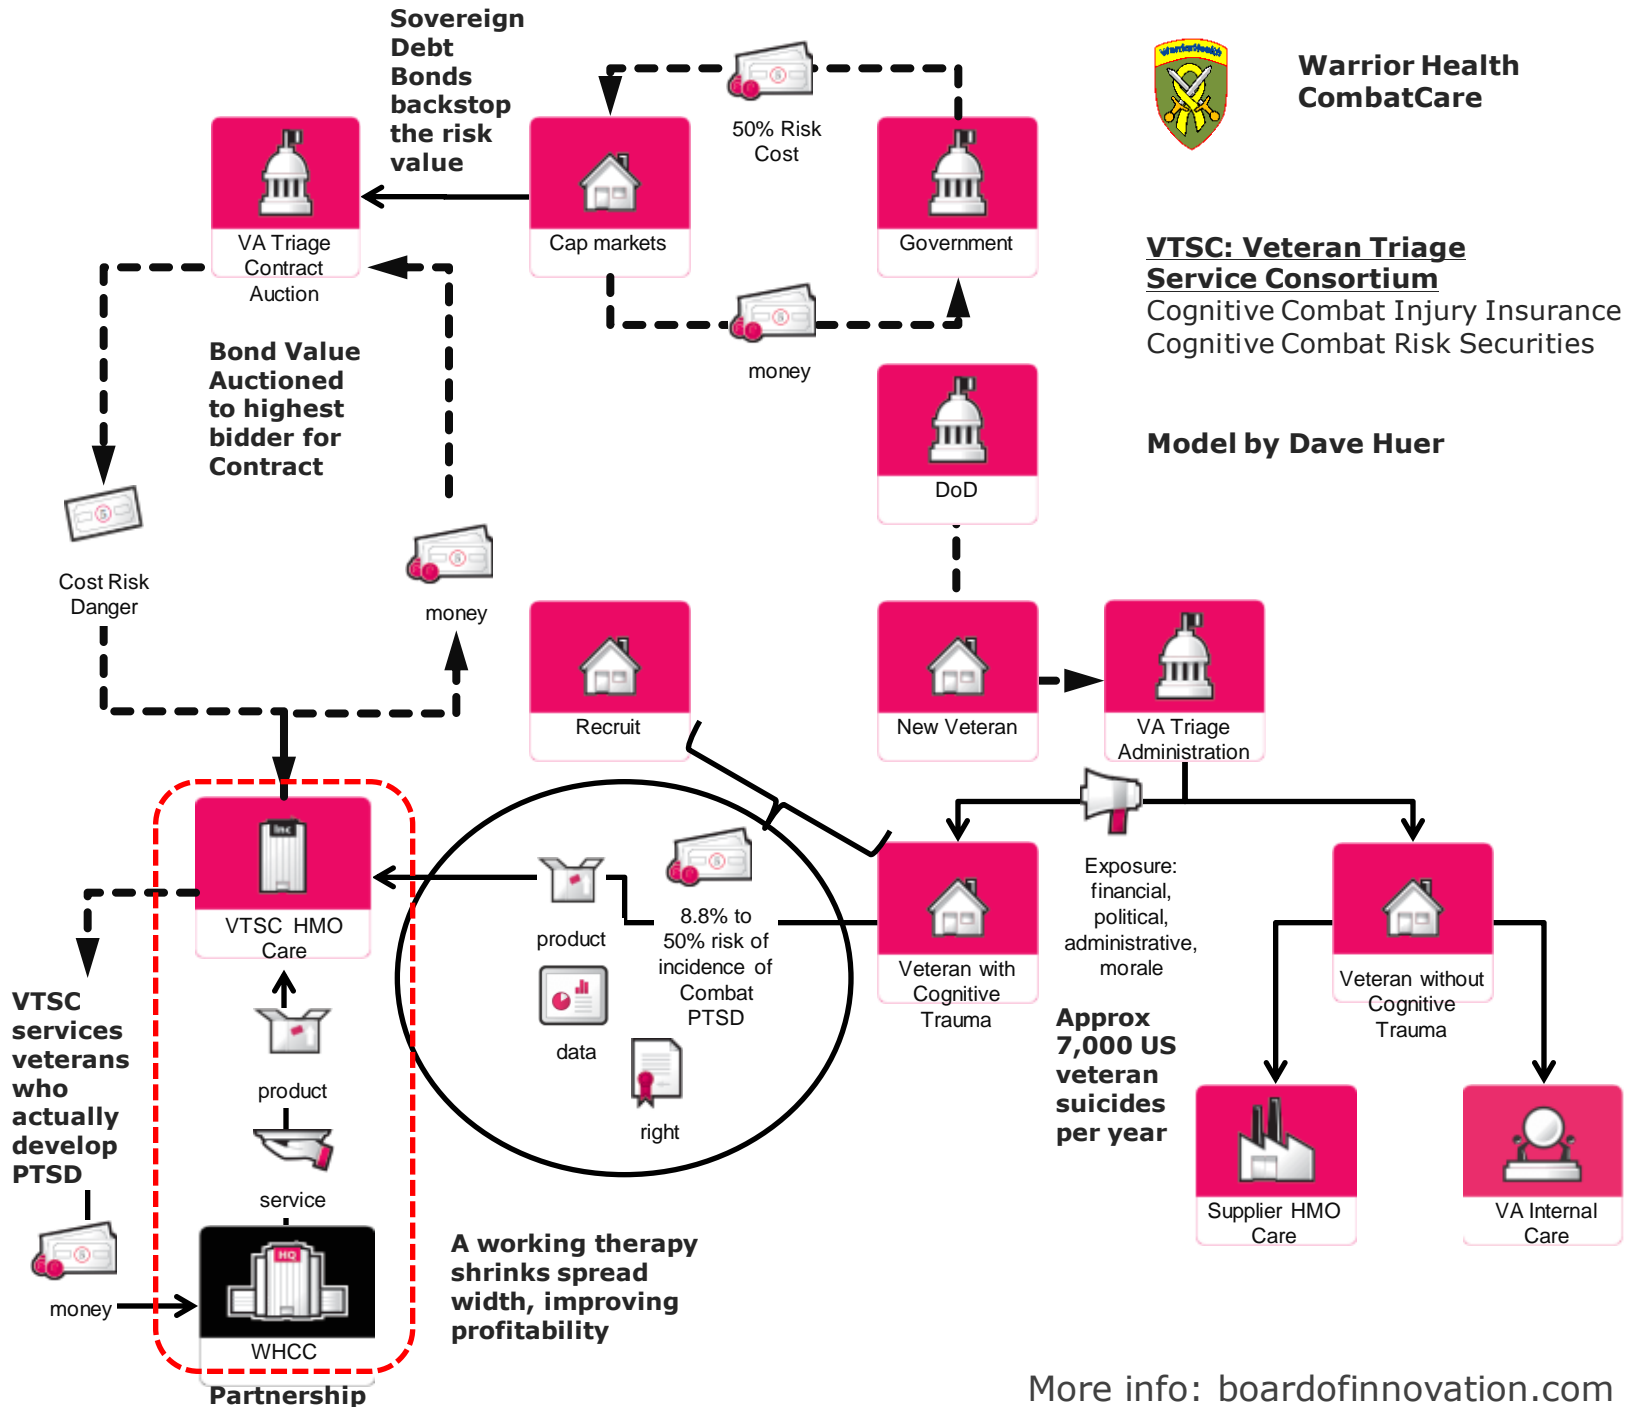 Sovereign
Debt
Bonds
backstop
the risk
value
50% Risk
Cost
WarriorHealth
Warrior Health
CombatCare
VA Triage
Contract
Auction
Cap markets
Government
VTSC: Veteran Triage
Service Consortium
Cognitive Combat Injury Insurance
Cognitive Combat Risk Securities
money
Bond Value
Auctioned
to highest
bidder for
Contract
DoD
Model by Dave Huer
Cost Risk
Danger
money
Recruit
New Veteran
VA Triage
Administration
Inc
VTSC HMO
Care
product
8.8% to
50% risk of
incidence of
Combat
PTSD
data
right
Veteran with
Cognitive
Trauma
Exposure:
financial,
political,
administrative,
morale
Veteran without
Cognitive
Trauma
VTSC
services
veterans
who
actually
develop
PTSD
product
service
Approx
7,000 US
veteran
suicides
per year
Supplier HMO
Care
VA Internal
Care
money
HQ
WHCC
Partnership
A working therapy
shrinks spread
width, improving
profitability
More info: boardofinnovation.com